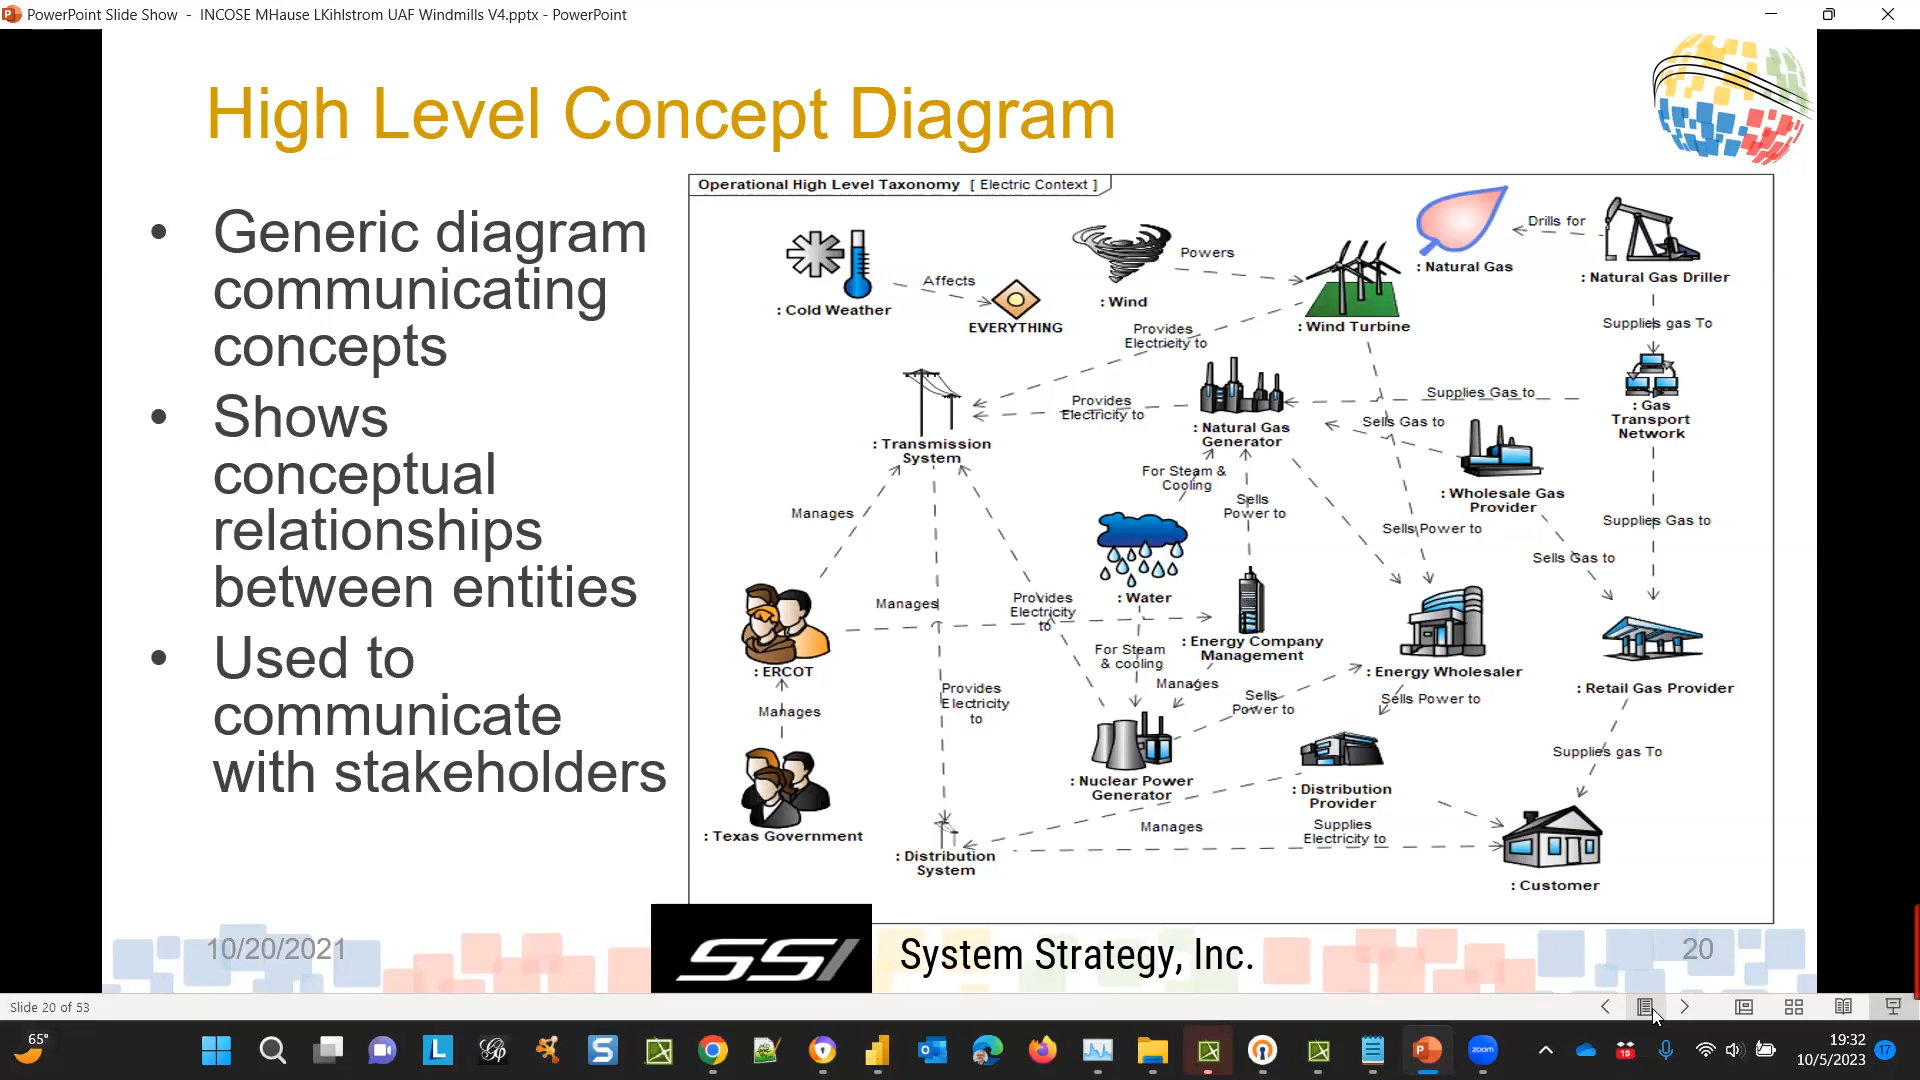 PowerPoint Slide Show  -  INCOSE MHause LKihlstrom UAF Windmills V4.pptx - PowerPoint
High Level Concept Diagram
• Generic diagram
communicating
concepts
• Shows
conceptual
relationships
between entities
• Used to
communicate
with stakeholders
Operational High Level Taxonomy [ Electric Context ]
Drills for
Powers
Affects
: Natural Gas
: Natural Gas Driller
: Cold Weather
: Wind
EVERYTHING
: Wind Turbine
Supplies gas To
Provides
Electricity to
Provides
Electricity to
Supplies Gas to
: Gas
Transport
Network
Sells Gas to
: Natural Gas
Generator
: Transmission
System
For Steam &
Cooling
Sells
Power to
: Wholesale Gas
Provider
Manages
Sells Power to
Supplies Gas to
Sells Gas to
Manages
Provides
Electricity
to
: Water
: Energy Company
Management
For Steam
& cooling
: ERCOT
: Energy Wholesaler
: Retail Gas Provider
Manages
Manages
Provides
Electricity
to
Sells
Power to
Sells Power to
Supplies gas To
: Nuclear Power
Generator
: Distribution
Provider
: Texas Government
Manages
Supplies
Electricity to
: Distribution
System
: Customer
10/20/2021
SSI
System Strategy, Inc.
20
Slide 20 of 53
65°
L
S
zoom
10
19:32
10/5/2023
17